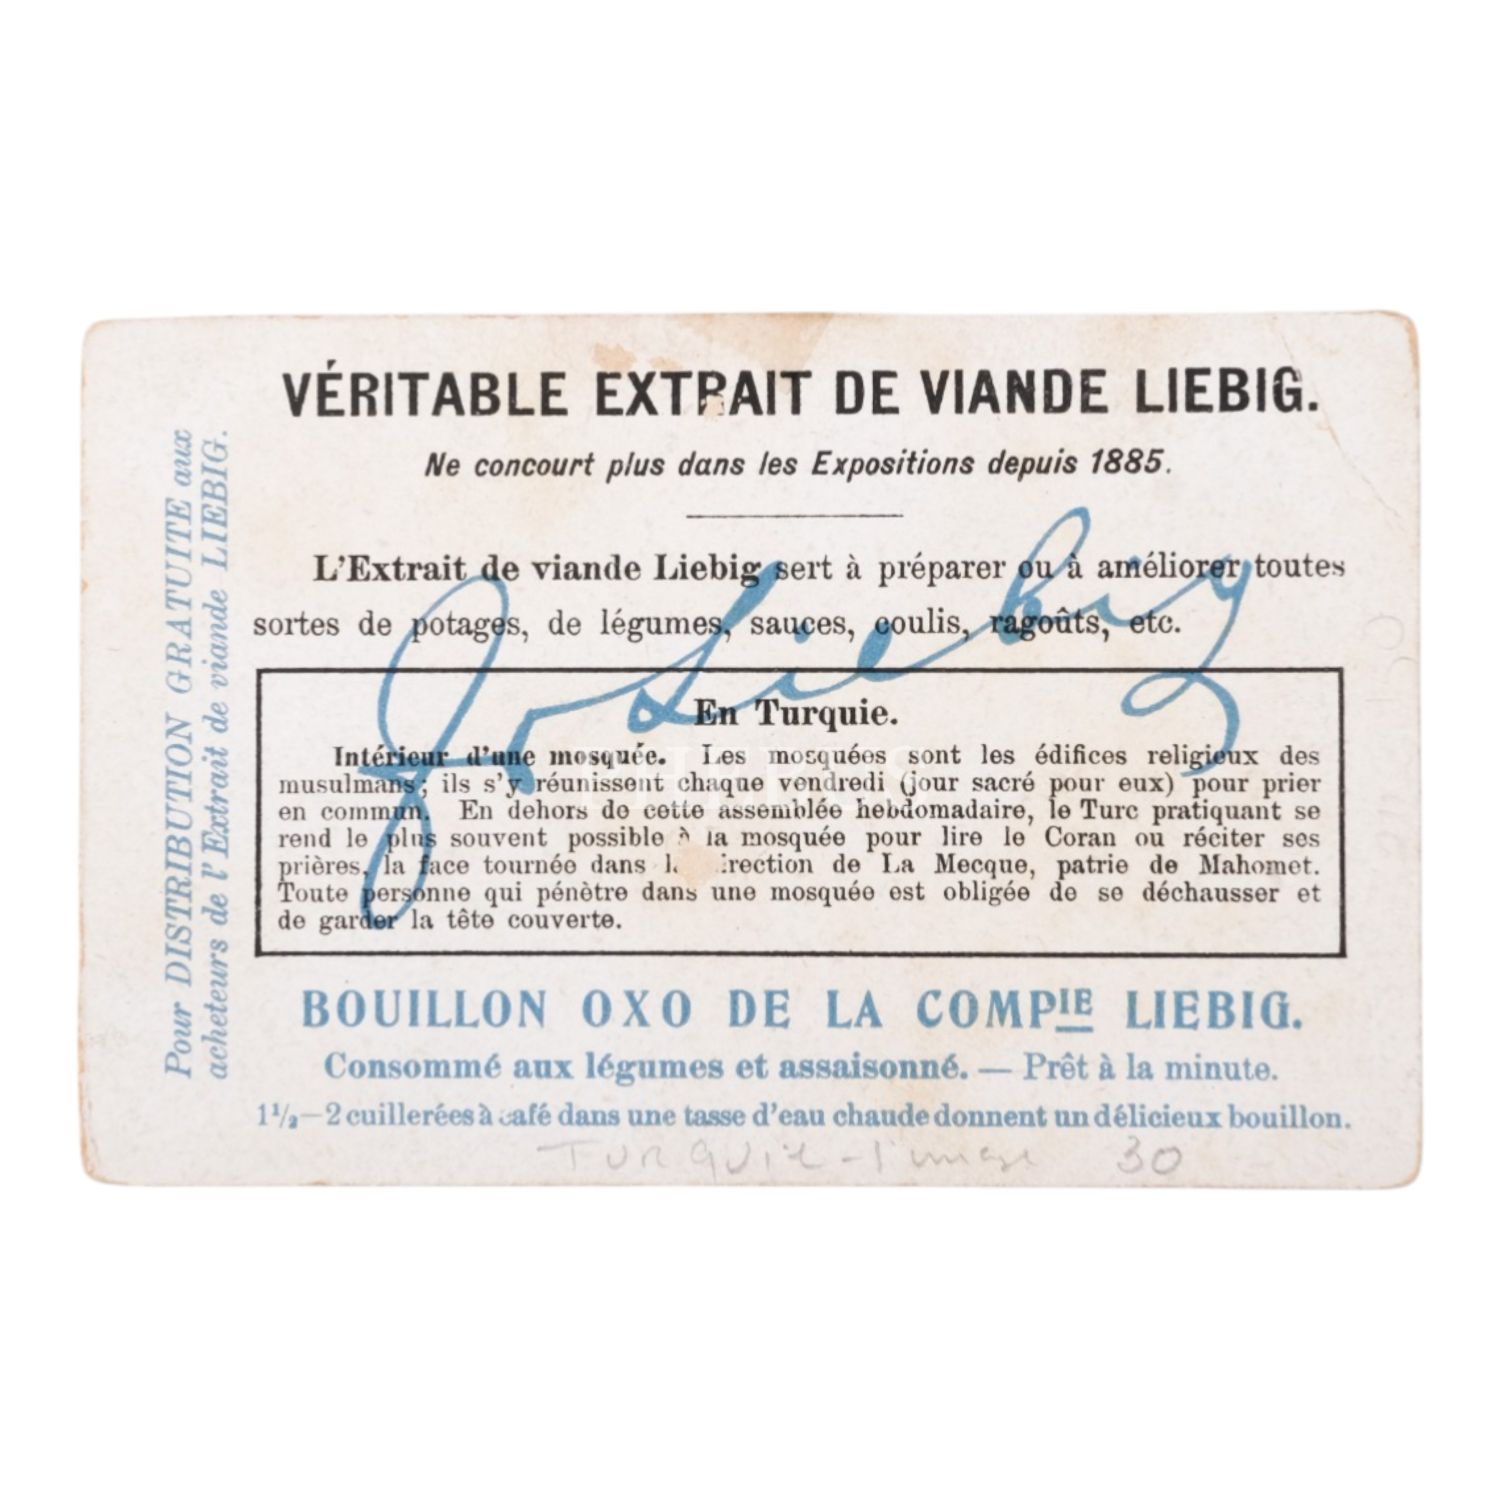 VÉRITABLE EXTRAIT DE VIANDE LIEBIG.
Ne concourt plus dans les Expositions depuis 1885.
L'Extrait de viande Liebig sert à préparer ou à améliorer toutes
sortes de potages, de légumes, sauces, coulis, ragoûts, etc.
En Turquie.
Intérieur d'une mosquée. Les mosquées sont les édifices religieux des
musulmans; ils s'y réunissent chaque vendredi (jour sacré pour eux) pour prier
en commun. En dehors de cette assemblée hebdomadaire, le Turc pratiquant se
rend le plus souvent possible à la mosquée pour lire le Coran ou réciter ses
prières, la face tournée dans la direction de La Mecque, patrie de Mahomet.
Toute personne qui pénètre dans une mosquée est obligée de se déchausser et
de garder la tête couverte.
BOUILLON OXO DE LA COMPIE LIEBIG.
Consommé aux légumes et assaisonné. — Prêt à la minute.
1 1/2—2 cuillerées à café dans une tasse d'eau chaude donnent un délicieux bouillon.
Pour DISTRIBUTION GRATUITE aux
acheteurs de l'Extrait de viande LIEBIG.
Liebig
TURQUIE - 30